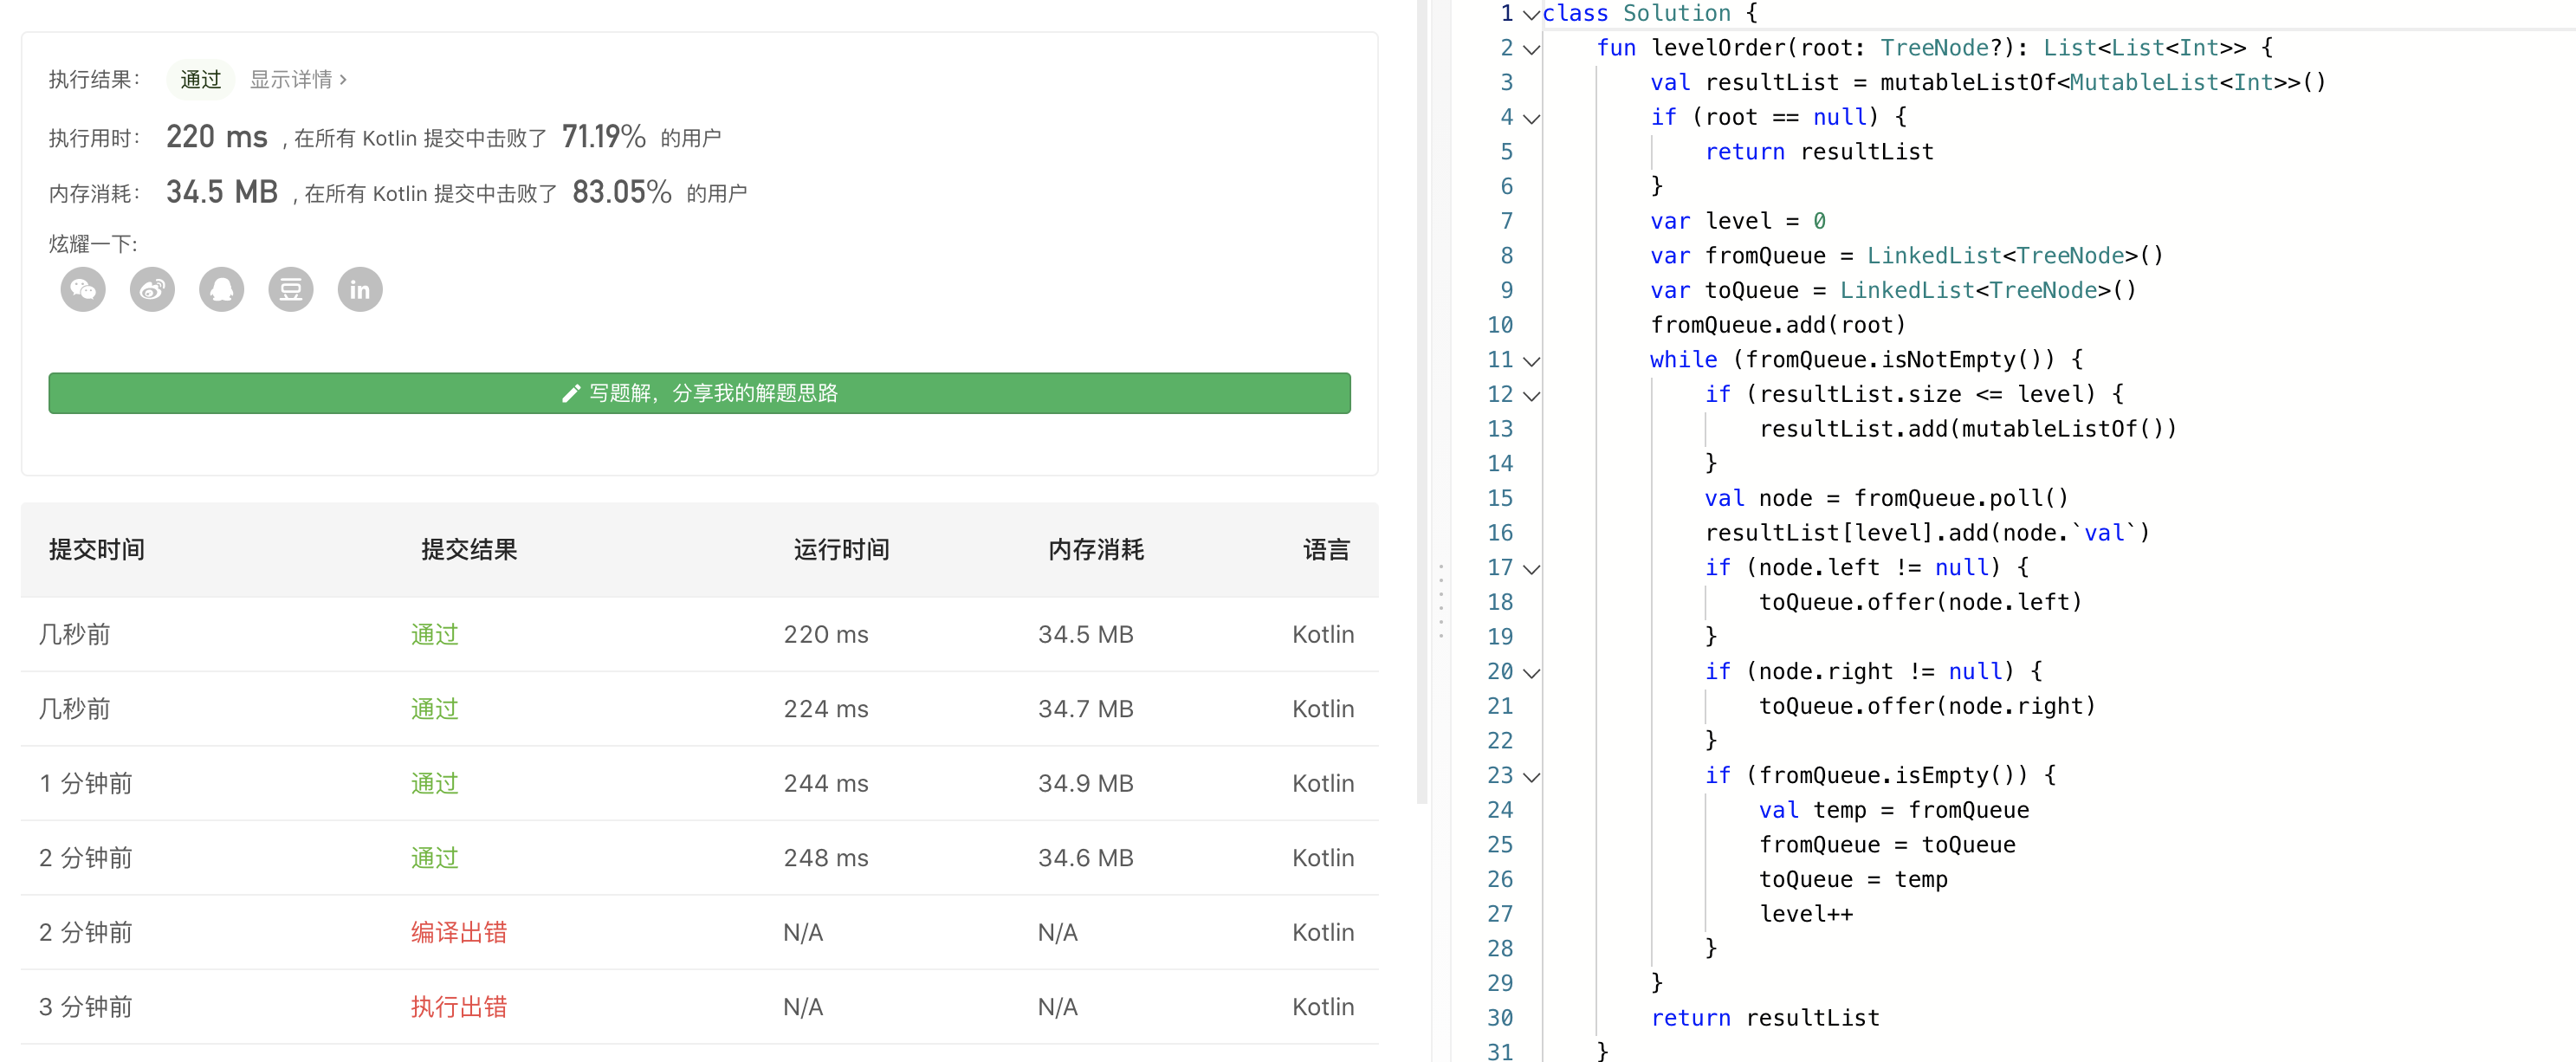 执行结果： 通过 显示详情 ›
执行用时： 220 ms , 在所有 Kotlin 提交中击败了 71.19% 的用户
内存消耗： 34.5 MB , 在所有 Kotlin 提交中击败了 83.05% 的用户
炫耀一下:
豆 in
写题解，分享我的解题思路
提交时间 提交结果 运行时间 内存消耗 语言
几秒前 通过 220 ms 34.5 MB Kotlin
几秒前 通过 224 ms 34.7 MB Kotlin
1 分钟前 通过 244 ms 34.9 MB Kotlin
2 分钟前 通过 248 ms 34.6 MB Kotlin
2 分钟前 编译出错 N/A N/A Kotlin
3 分钟前 执行出错 N/A N/A Kotlin
1 class Solution {
2     fun levelOrder(root: TreeNode?): List<List<Int>> {
3         val resultList = mutableListOf<MutableList<Int>>()
4         if (root == null) {
5             return resultList
6         }
7         var level = 0
8         var fromQueue = LinkedList<TreeNode>()
9         var toQueue = LinkedList<TreeNode>()
10         fromQueue.add(root)
11         while (fromQueue.isNotEmpty()) {
12             if (resultList.size <= level) {
13                 resultList.add(mutableListOf())
14             }
15             val node = fromQueue.poll()
16             resultList[level].add(node.`val`)
17             if (node.left != null) {
18                 toQueue.offer(node.left)
19             }
20             if (node.right != null) {
21                 toQueue.offer(node.right)
22             }
23             if (fromQueue.isEmpty()) {
24                 val temp = fromQueue
25                 fromQueue = toQueue
26                 toQueue = temp
27                 level++
28             }
29         }
30         return resultList
31     }